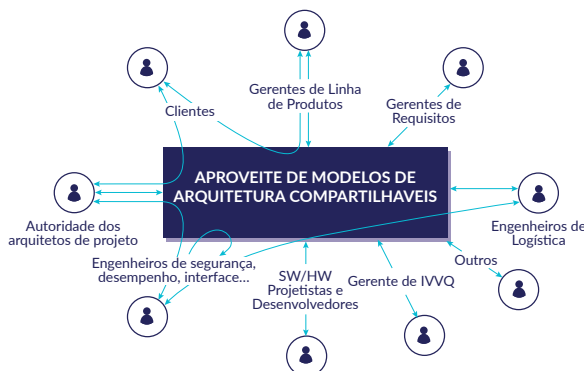 Gerentes de Linha
de Produtos
Clientes
Gerentes de
Requisitos
APROVEITE DE MODELOS DE
ARQUITETURA COMPARTILHAVEIS
Autoridade dos
arquitetos de projeto
Engenheiros de
Logística
Engenheiros de segurança,
desempenho, interface...
SW/HW
Projetistas e
Desenvolvedores
Gerente de IVVQ
Outros